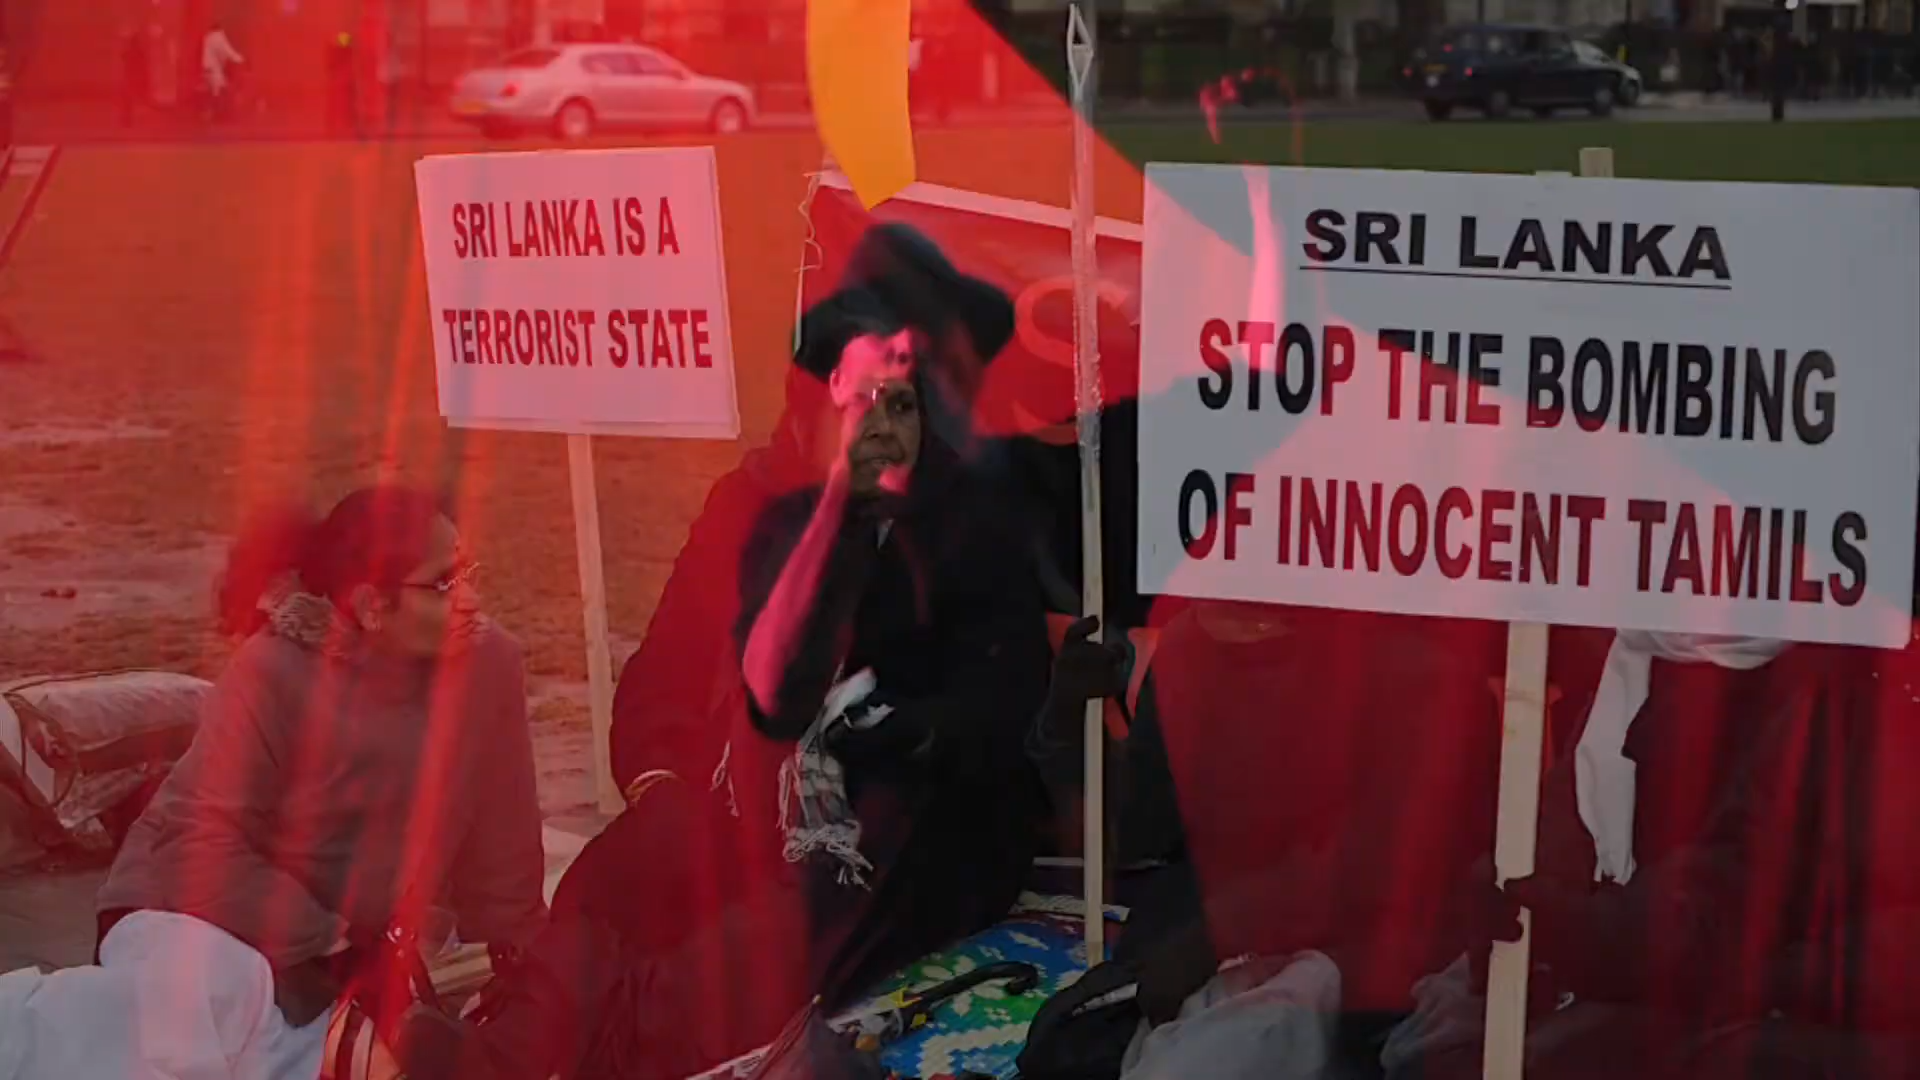 SRI LANKA IS A
TERRORIST STATE
SRI LANKA
STOP THE BOMBING
OF INNOCENT TAMILS